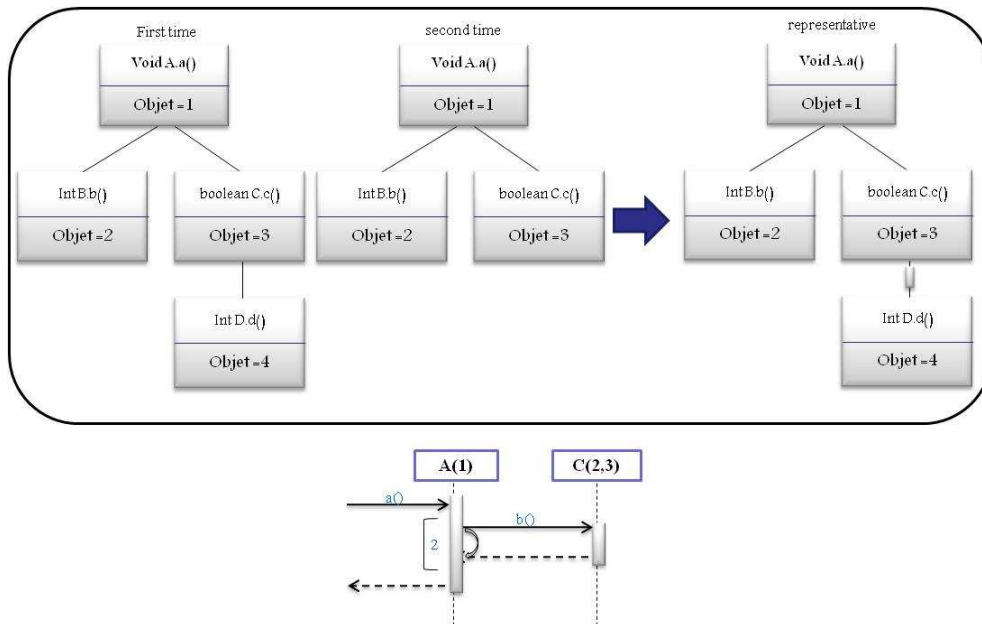 First time
second time
representative
Void A.a()
Void A.a()
Void A.a()
Objet =1
Objet =1
Objet =1
Int B.b()
boolean C.c()
Int B.b()
boolean C.c()
Int B.b()
boolean C.c()
Objet =2
Objet =3
Objet =2
Objet =3
Objet =2
Objet =3
Int D.d()
Int D.d()
Objet =4
Objet =4
A(1)
C(2,3)
a()
b()
2